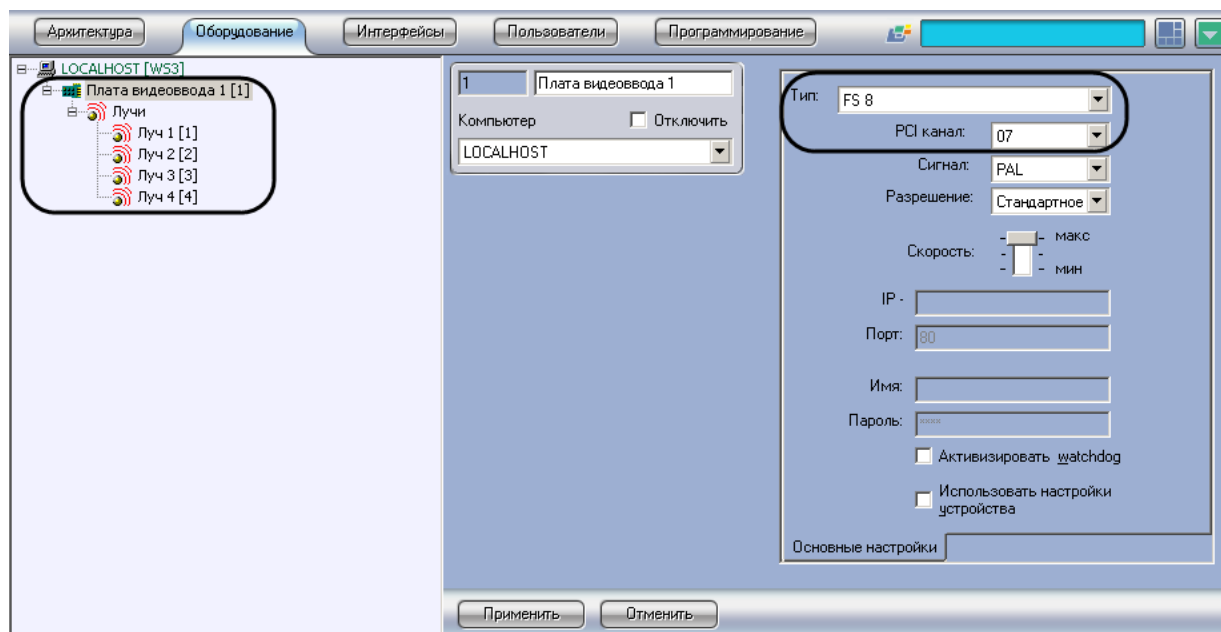 Архитектура Оборудование Интерфейсы Пользователи Программирование
LOCALHOST [WS3]
Плата видеоввода 1 [1]
Лучи
Луч 1 [1]
Луч 2 [2]
Луч 3 [3]
Луч 4 [4]
1 Плата видеоввода 1
Компьютер Отключить
LOCALHOST
Тип: FS 8
PCI канал: 07
Сигнал: PAL
Разрешение: Стандартное
Скорость: макс
мин
IP -
Порт: 80
Имя:
Пароль: ****
Активизировать watchdog
Использовать настройки
устройства
Основные настройки
Применить Отменить